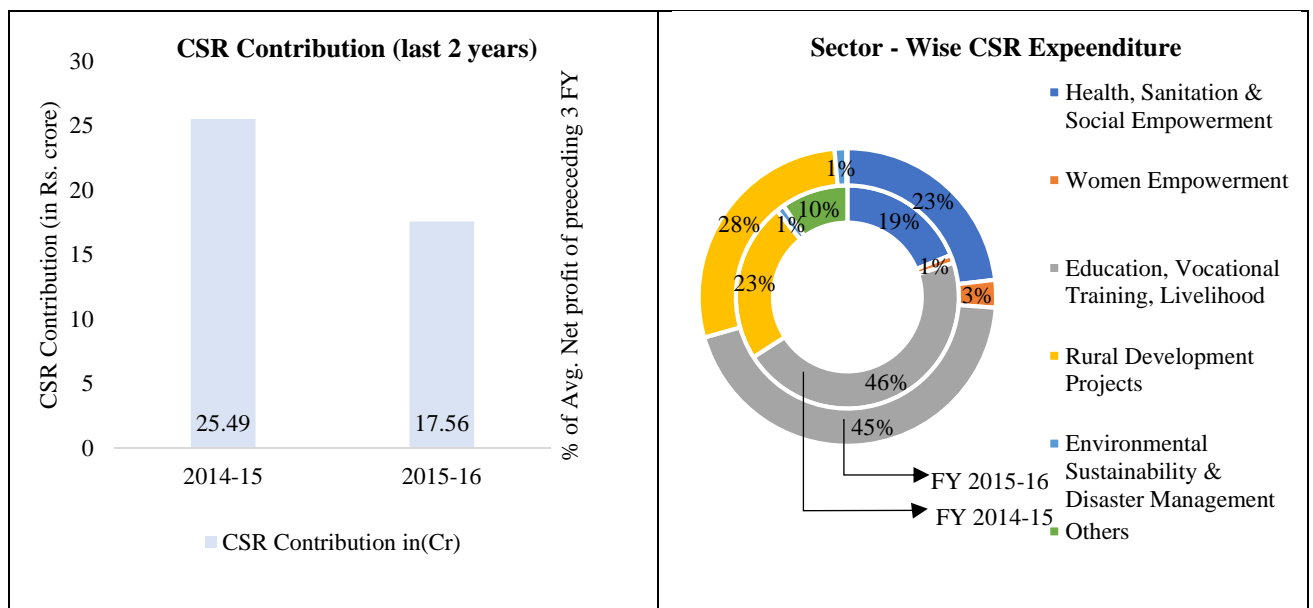 CSR Contribution (last 2 years)
CSR Contribution (in Rs. crore)
30
25
20
15
10
5
0
25.49
17.56
2014-15
2015-16
% of Avg. Net profit of preeceding 3 FY
CSR Contribution in(Cr)
Sector - Wise CSR Expeenditure
1%
23%
3%
45%
28%
10%
19%
1%
46%
23%
1%
FY 2015-16
FY 2014-15
Health, Sanitation &
Social Empowerment
Women Empowerment
Education, Vocational
Training, Livelihood
Rural Development
Projects
Environmental
Sustainability &
Disaster Management
Others